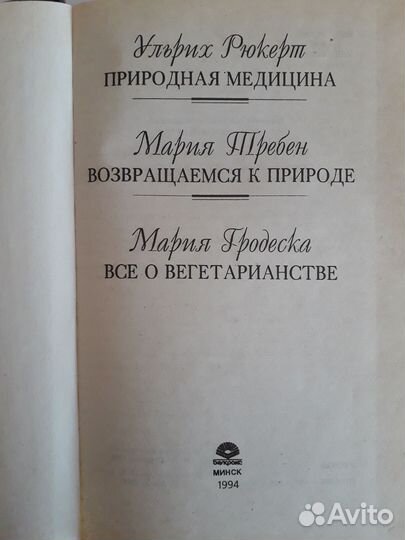 Ульрих Рюкерт
ПРИРОДНАЯ МЕДИЦИНА
Мария Требен
ВОЗВРАЩАЕМСЯ К ПРИРОДЕ
Мария Гродеска
ВСЕ О ВЕГЕТАРИАНСТВЕ
МИНСК
1994
Avito